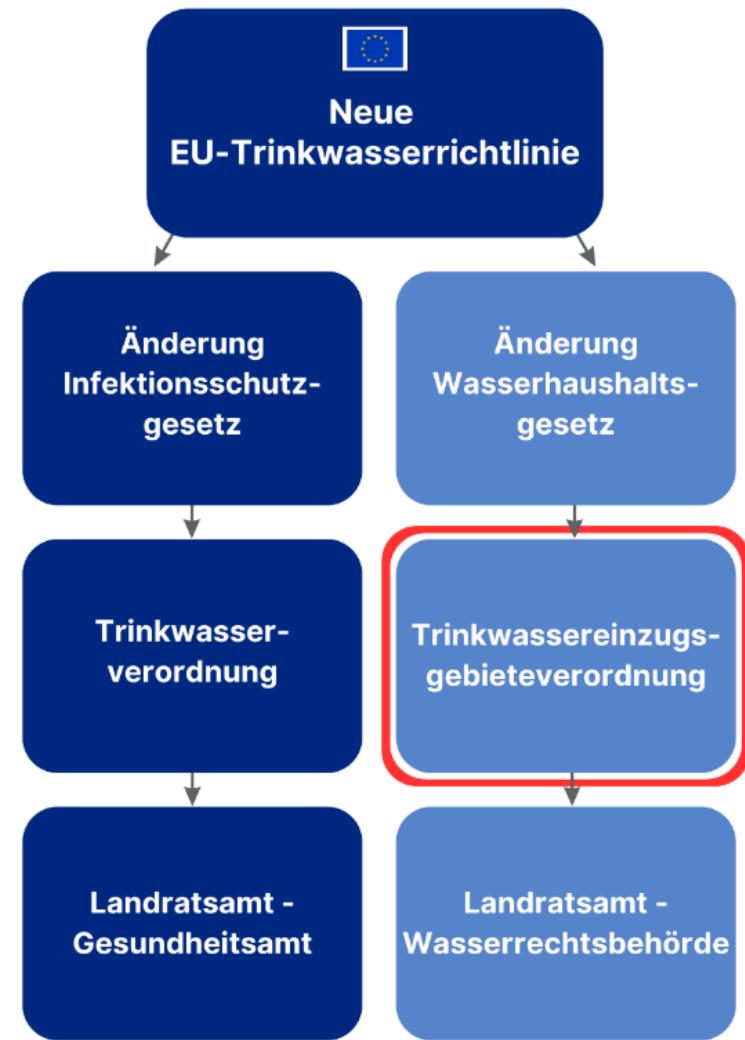 Neue
EU-Trinkwasserrichtlinie
Änderung
Infektionsschutz-
gesetz
Änderung
Wasserhaushalts-
gesetz
Trinkwasser-
verordnung
Trinkwassereinzugs-
gebieteverordnung
Landratsamt -
Gesundheitsamt
Landratsamt -
Wasserrechtsbehörde